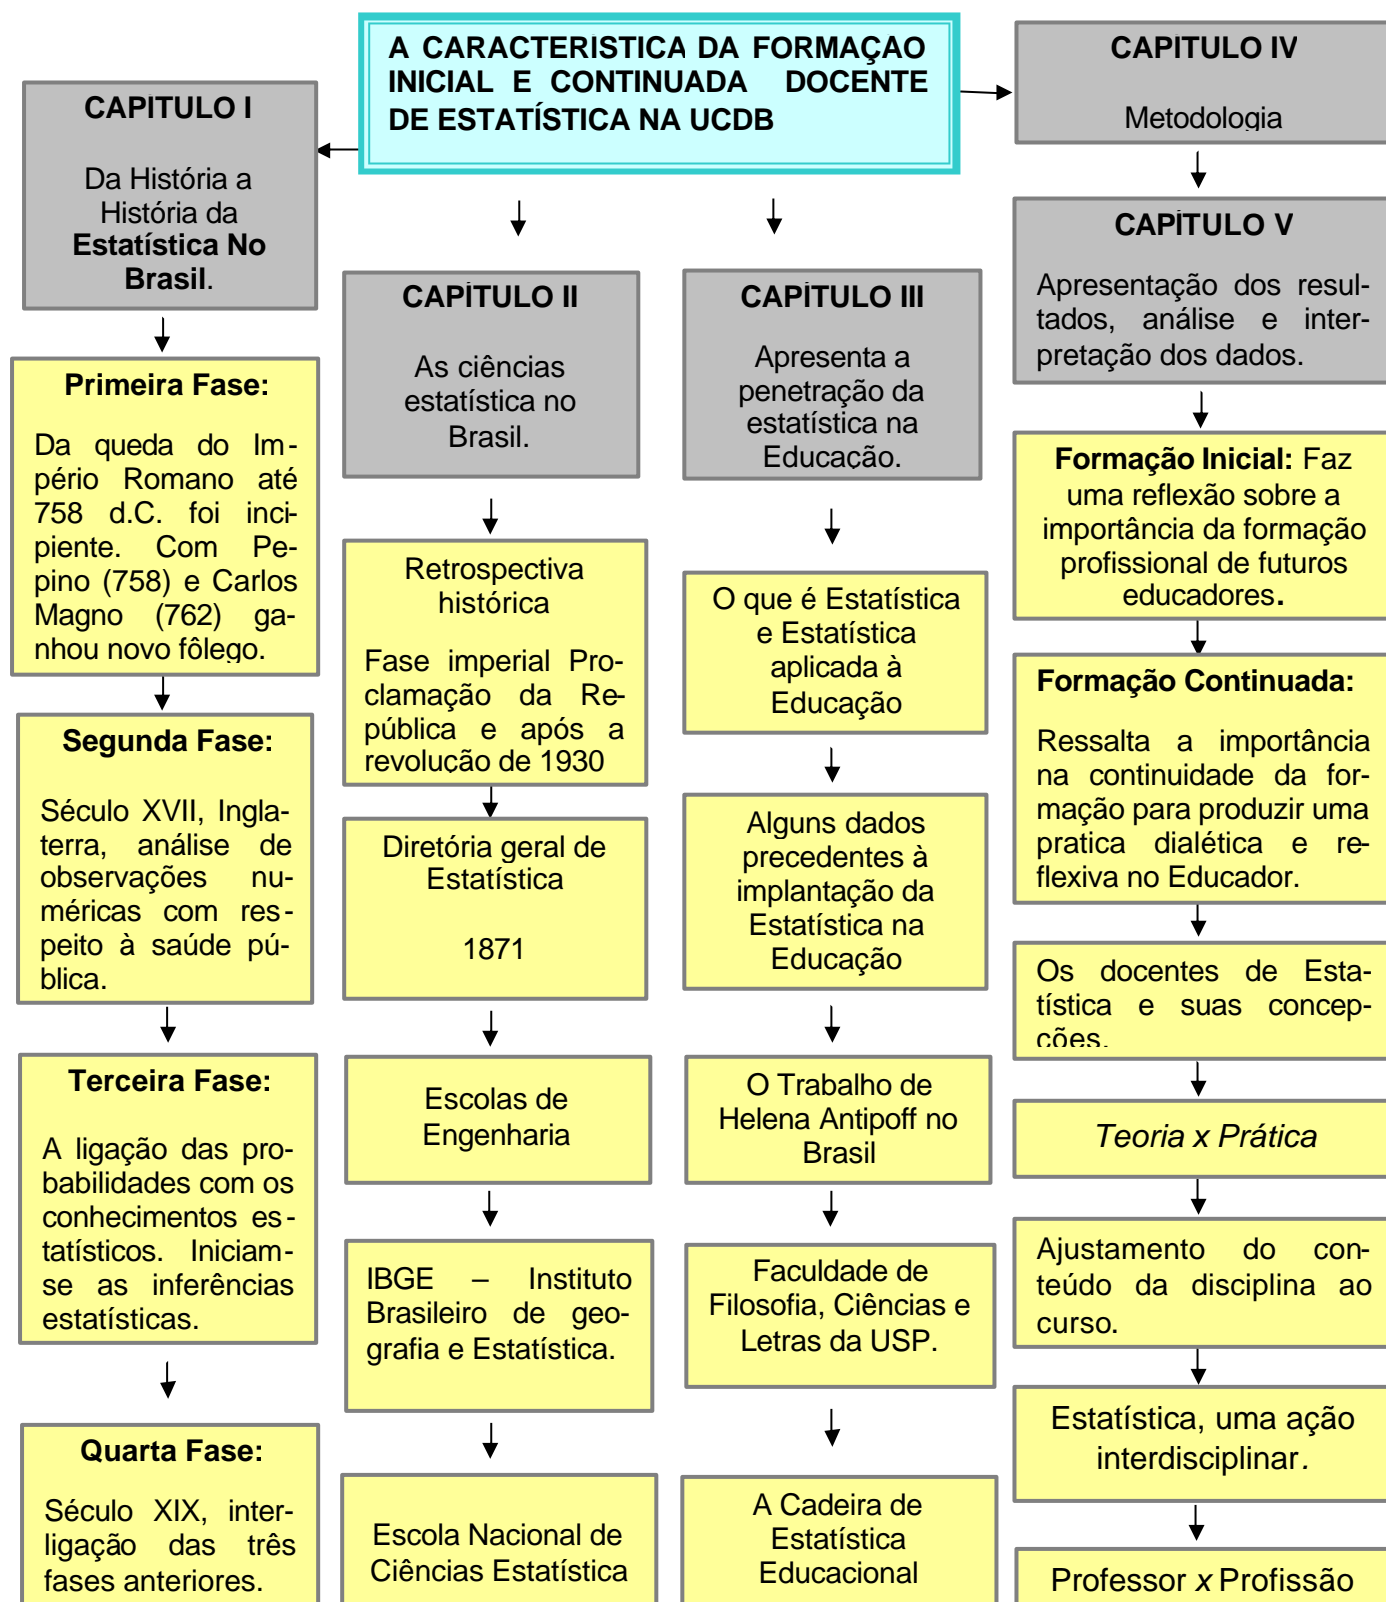 A CARACTERÍSTICA DA FORMAÇÃO
INICIAL E CONTINUADA DOCENTE
DE ESTATÍSTICA NA UCDB
CAPÍTULO I
Da História a
História da
Estatística No
Brasil.
Primeira Fase:
Da queda do Im-
pério Romano até
758 d.C. foi inci-
piente. Com Pe-
pino (758) e Carlos
Magno (762) ga-
nhou novo fôlego.
Segunda Fase:
Século XVII, Ingla-
terra, análise de
observações nu-
méricas com res-
peito à saúde pú-
blica.
Terceira Fase:
A ligação das pro-
babilidades com os
conhecimentos es-
tatísticos. Iniciam-
se as inferências
estatísticas.
Quarta Fase:
Século XIX, inter-
ligação das três
fases anteriores.
CAPÍTULO II
As ciências
estatística no
Brasil.
Retrospectiva
histórica
Fase imperial Pro-
clamação da Re-
pública e após a
revolução de 1930
Diretória geral de
Estatística
1871
Escolas de
Engenharia
IBGE – Instituto
Brasileiro de geo-
grafia e Estatística.
Escola Nacional de
Ciências Estatística
CAPÍTULO III
Apresenta a
penetração da
estatística na
Educação.
O que é Estatística
e Estatística
aplicada à
Educação
Alguns dados
precedentes à
implantação da
Estatística na
Educação
O Trabalho de
Helena Antipoff no
Brasil
Faculdade de
Filosofia, Ciências e
Letras da USP.
A Cadeira de
Estatística
Educacional
CAPITULO IV
Metodologia
CAPÍTULO V
Apresentação dos resul-
tados, análise e inter-
pretação dos dados.
Formação Inicial: Faz
uma reflexão sobre a
importância da formação
profissional de futuros
educadores.
Formação Continuada:
Ressalta a importância
na continuidade da for-
mação para produzir uma
pratica dialética e re-
flexiva no Educador.
Os docentes de Esta-
tística e suas concep-
ções.
Teoria x Prática
Ajustamento do con-
teúdo da disciplina ao
curso.
Estatística, uma ação
interdisciplinar.
Professor x Profissão